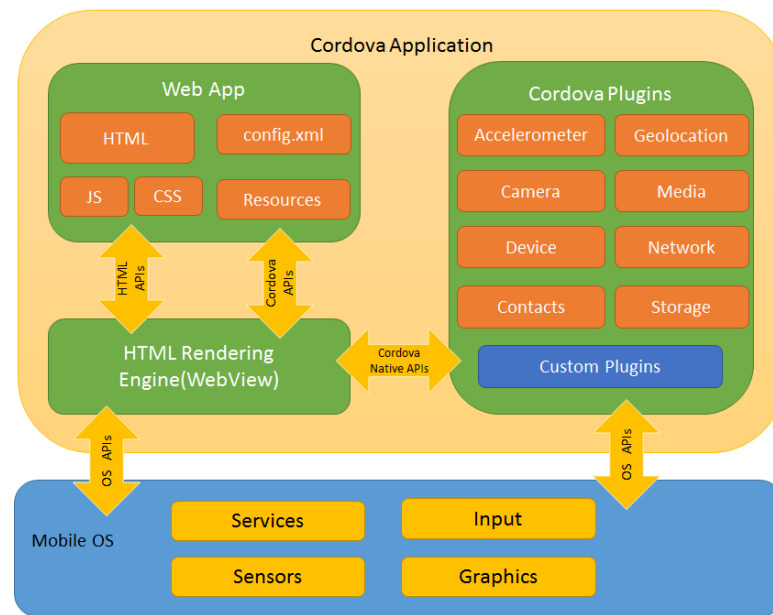 Cordova Application
Web App
HTML
config.xml
JS
CSS
Resources
HTML
APIs
Cordova
APIs
HTML Rendering
Engine(WebView)
Cordova
Native APIs
Cordova Plugins
Accelerometer
Geolocation
Camera
Media
Device
Network
Contacts
Storage
Custom Plugins
OS APIs
OS APIs
Mobile OS
Services
Input
Sensors
Graphics